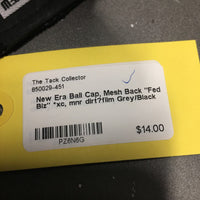 The Tack Collector
650029-451
New Era Ball Cap, Mesh Back "Fed
Biz" *xc, mnr dirt?film Grey/Black
$14.00
PZ6N6G